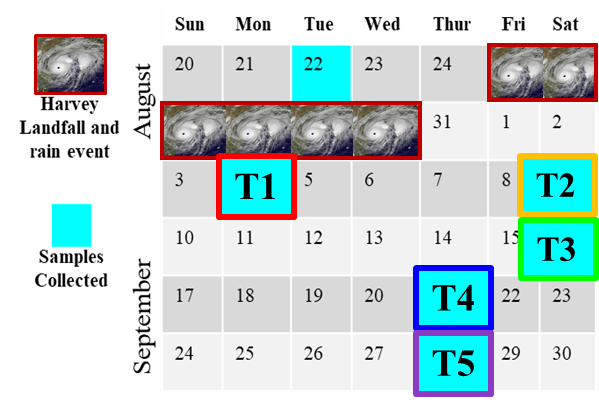 Sun Mon Tue Wed Thur Fri Sat
August
20 21 22 23 24
31 1 2
3 T1 5 6 7 8 T2
September
10 11 12 13 14 15 T3
17 18 19 20 T4 22 23
24 25 26 27 T5 29 30
Harvey
Landfall and
rain event
Samples
Collected